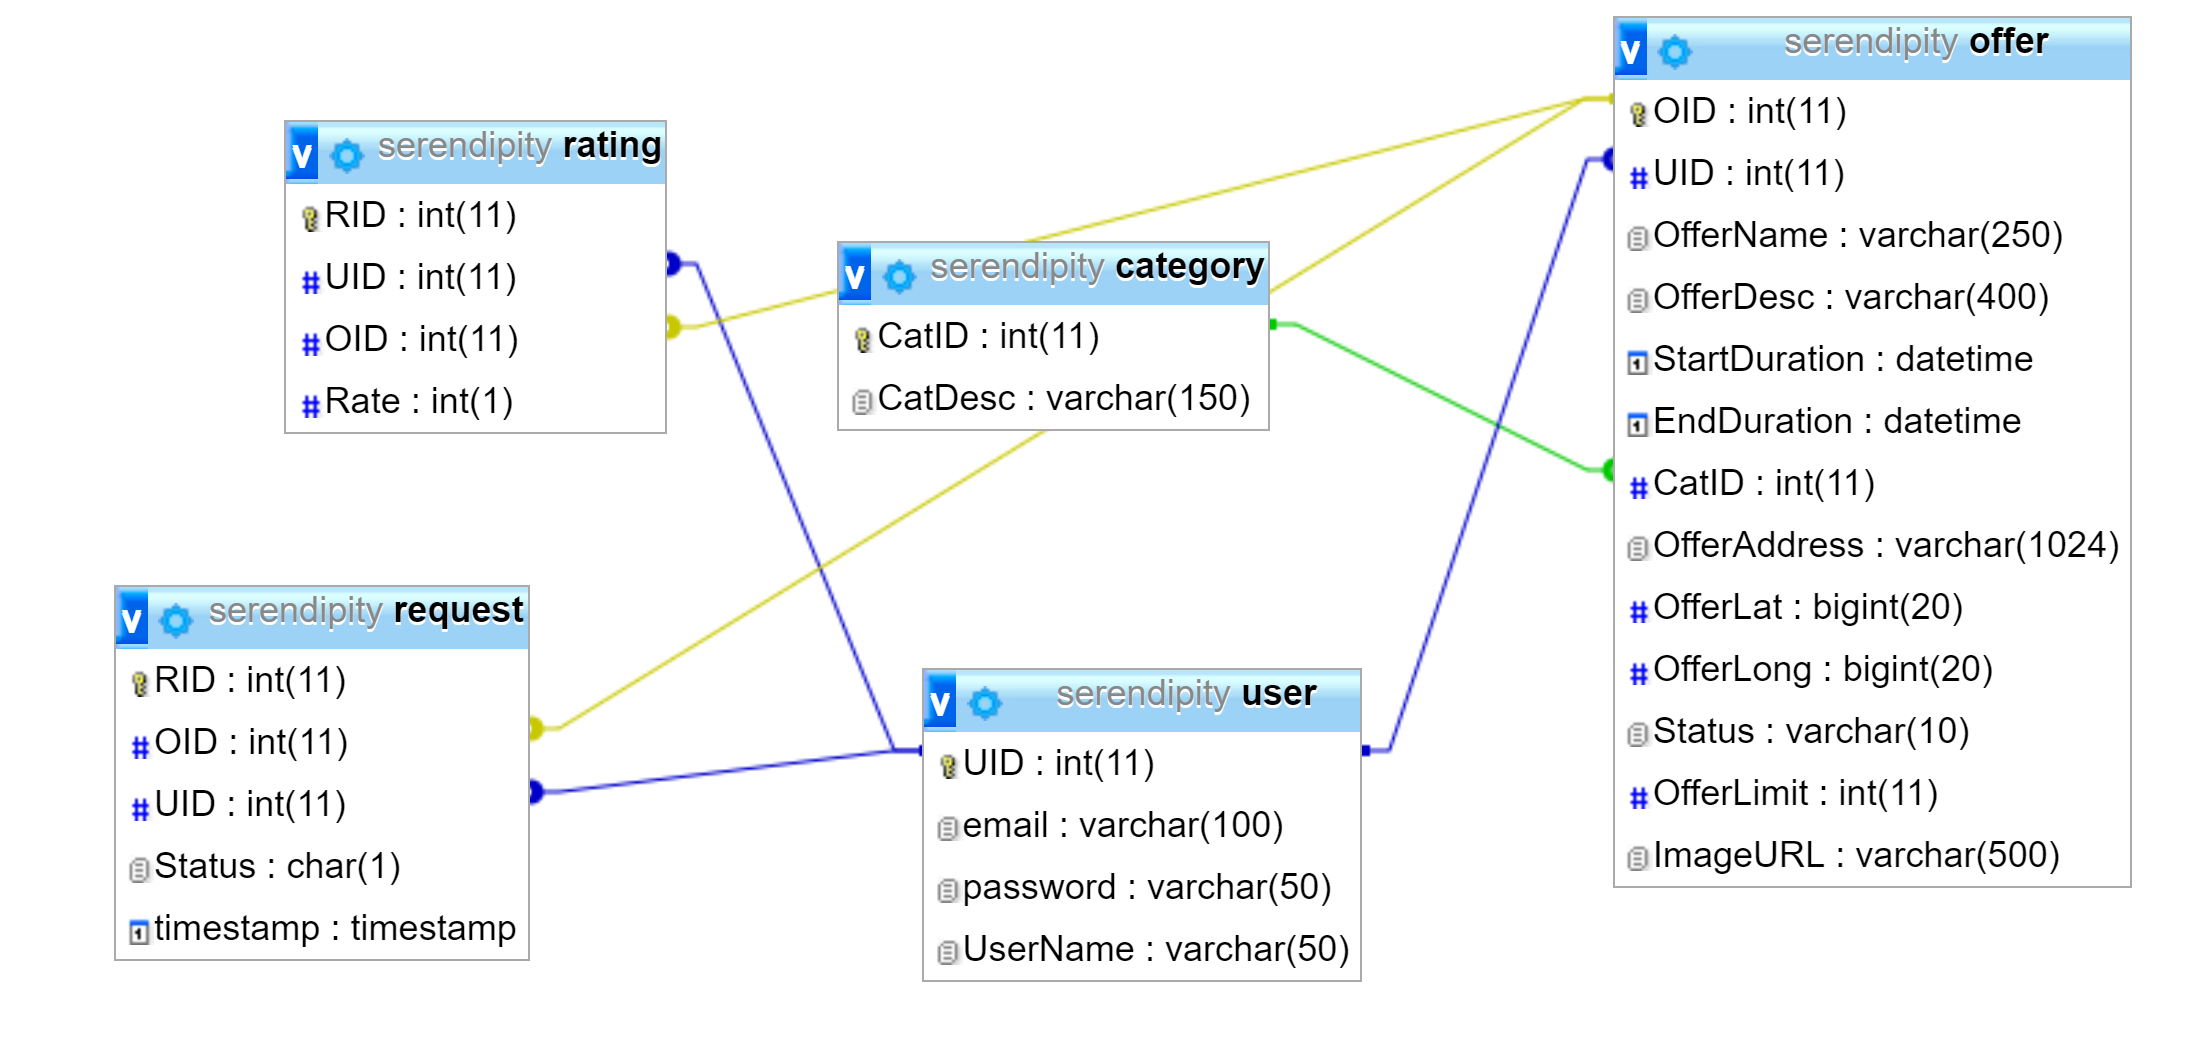 serendipity rating
RID : int(11)
UID : int(11)
OID : int(11)
Rate : int(1)
serendipity category
CatID : int(11)
CatDesc : varchar(150)
serendipity offer
OID : int(11)
UID : int(11)
OfferName : varchar(250)
OfferDesc : varchar(400)
StartDuration : datetime
EndDuration : datetime
CatID : int(11)
OfferAddress : varchar(1024)
OfferLat : bigint(20)
OfferLong : bigint(20)
Status : varchar(10)
OfferLimit : int(11)
ImageURL : varchar(500)
serendipity request
RID : int(11)
OID : int(11)
UID : int(11)
Status : char(1)
timestamp : timestamp
serendipity user
UID : int(11)
email : varchar(100)
password : varchar(50)
UserName : varchar(50)